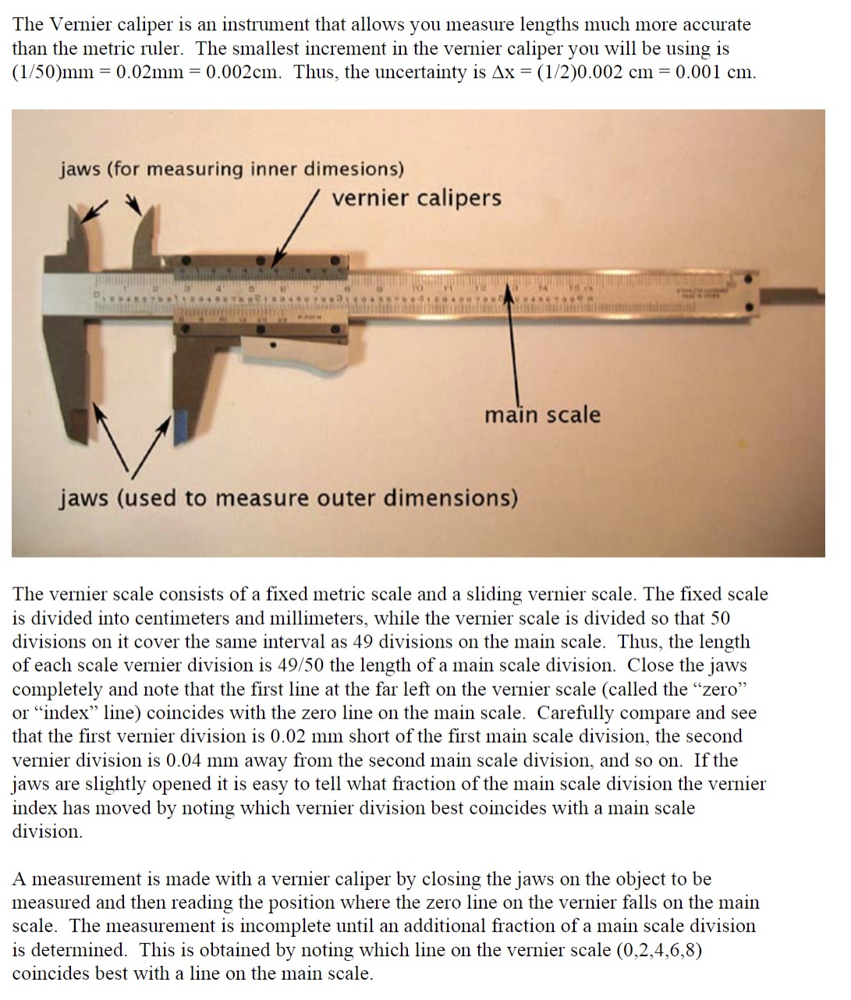 The Vernier caliper is an instrument that allows you measure lengths much more accurate
than the metric ruler.  The smallest increment in the vernier caliper you will be using is
(1/50)mm = 0.02mm = 0.002cm.  Thus, the uncertainty is Δx = (1/2)0.002 cm = 0.001 cm.
jaws (for measuring inner dimesions)
vernier calipers
main scale
jaws (used to measure outer dimensions)
The vernier scale consists of a fixed metric scale and a sliding vernier scale. The fixed scale
is divided into centimeters and millimeters, while the vernier scale is divided so that 50
divisions on it cover the same interval as 49 divisions on the main scale.  Thus, the length
of each scale vernier division is 49/50 the length of a main scale division.  Close the jaws
completely and note that the first line at the far left on the vernier scale (called the “zero”
or “index” line) coincides with the zero line on the main scale.  Carefully compare and see
that the first vernier division is 0.02 mm short of the first main scale division, the second
vernier division is 0.04 mm away from the second main scale division, and so on.  If the
jaws are slightly opened it is easy to tell what fraction of the main scale division the vernier
index has moved by noting which vernier division best coincides with a main scale
division.
A measurement is made with a vernier caliper by closing the jaws on the object to be
measured and then reading the position where the zero line on the vernier falls on the main
scale.  The measurement is incomplete until an additional fraction of a main scale division
is determined.  This is obtained by noting which line on the vernier scale (0,2,4,6,8)
coincides best with a line on the main scale.